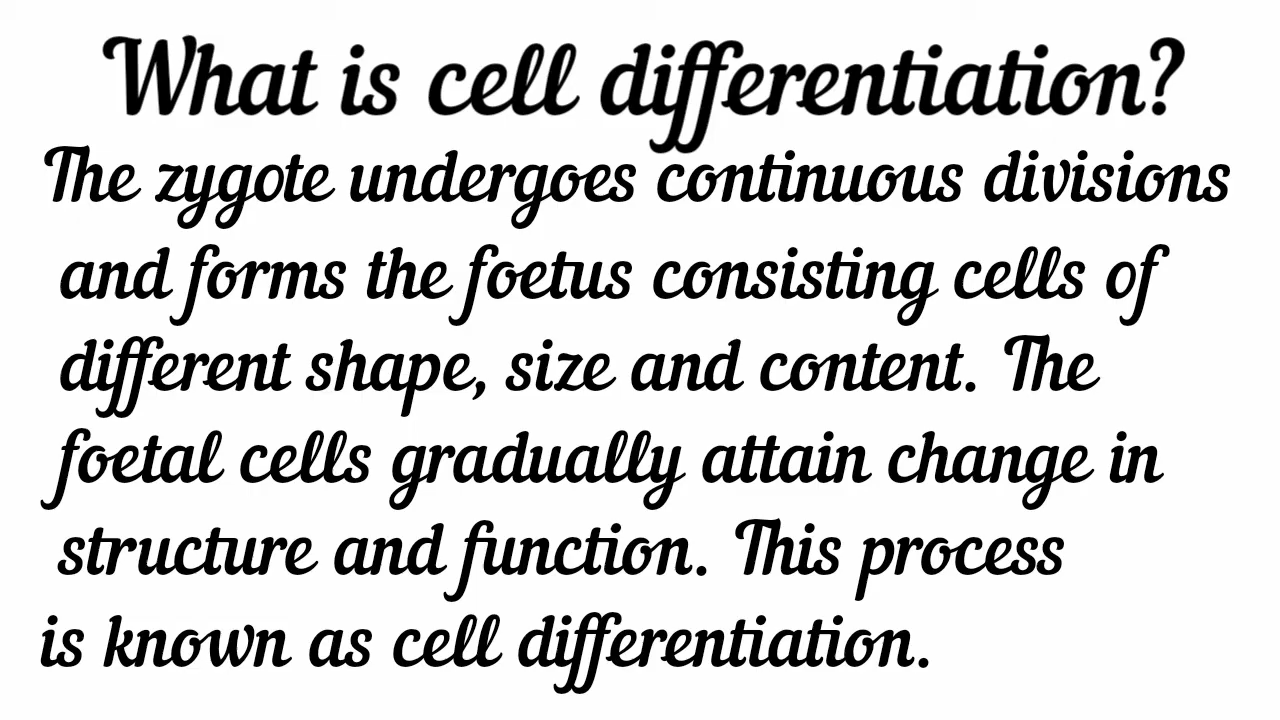 What is cell differentiation?
The zygote undergoes continuous divisions
and forms the foetus consisting cells of
different shape, size and content. The
foetal cells gradually attain change in
structure and function. This process
is known as cell differentiation.